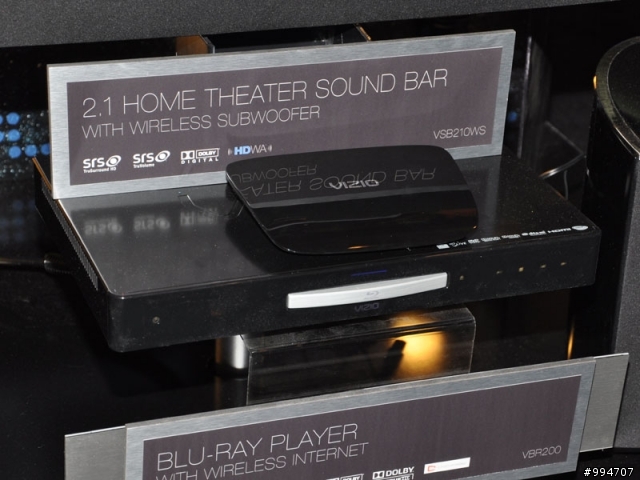 2.1 HOME THEATER SOUND BAR
WITH WIRELESS SUBWOOFER
VSB210WS
SRS SRS DOLBY DIGITAL HDWA
VIZIO
VIZIO
BLU-RAY PLAYER
WITH WIRELESS INTERNET
VBR200
DOLBY
#994707